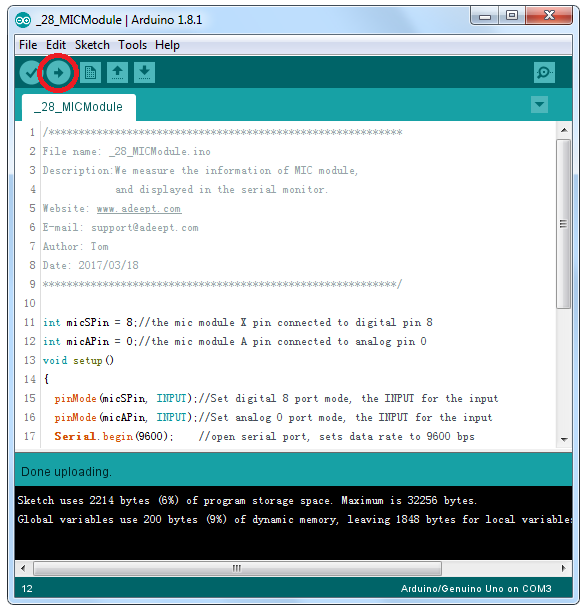 _28_MICModule | Arduino 1.8.1
File Edit Sketch Tools Help
_28_MICModule
1 /***********************************************************
2 File name: _28_MICModule.ino
3 Description:We measure the information of MIC module,
4 and displayed in the serial monitor.
5 Website: www.adeept.com
6 E-mail: support@adeept.com
7 Author: Tom
8 Date: 2017/03/18
9 ***********************************************************/
10
11 int micSPin = 8;//the mic module X pin connected to digital pin 8
12 int micAPin = 0;//the mic module A pin connected to analog pin 0
13 void setup()
14 {
15 pinMode(micSPin, INPUT);//Set digital 8 port mode, the INPUT for the input
16 pinMode(micAPin, INPUT);//Set analog 0 port mode, the INPUT for the input
17 Serial.begin(9600); //open serial port, sets data rate to 9600 bps
Done uploading.
Sketch uses 2214 bytes (6%) of program storage space. Maximum is 32256 bytes.
Global variables use 200 bytes (9%) of dynamic memory, leaving 1848 bytes for local variables
12 Arduino/Genuino Uno on COM3